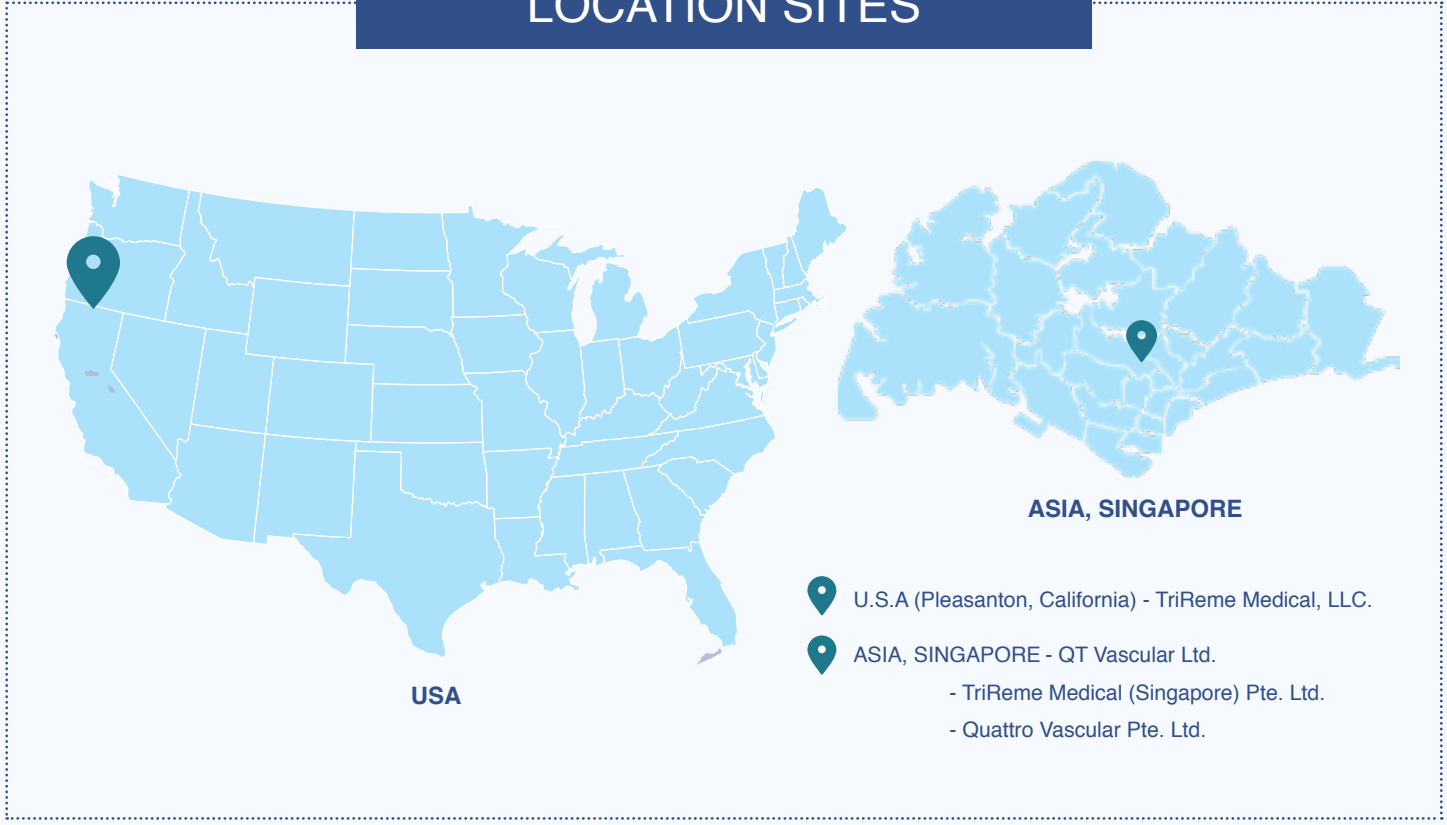 LOCATION SITES
ASIA, SINGAPORE
U.S.A (Pleasanton, California) - TriReme Medical, LLC.
ASIA, SINGAPORE - QT Vascular Ltd.
- TriReme Medical (Singapore) Pte. Ltd.
- Quattro Vascular Pte. Ltd.
USA